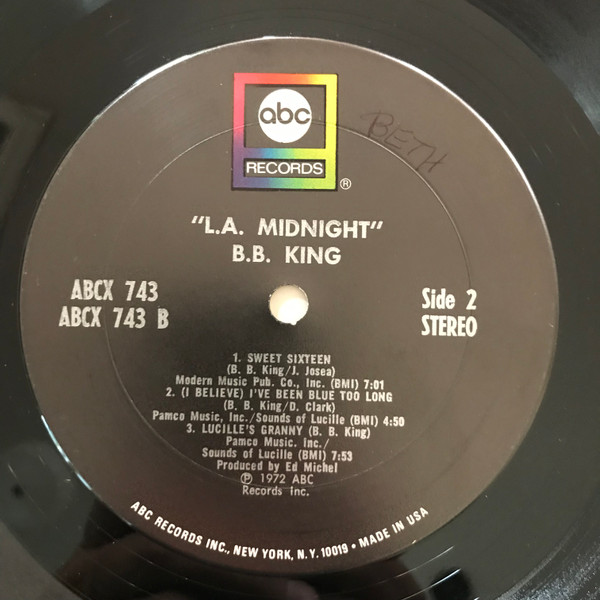 abc
RECORDS
®
BETH
"L.A. MIDNIGHT"
B.B. KING
ABCX 743
ABCX 743 B
Side 2
STEREO
1. SWEET SIXTEEN
(B. B. King/J. Josea)
Modern Music Pub. Co., Inc. (BMI) 7:01
2. (I BELIEVE) I'VE BEEN BLUE TOO LONG
(B. B. King/D. Clark)
Pamco Music, Inc./Sounds of Lucille (BMI) 4:50
3. LUCILLE'S GRANNY (B. B. King)
Pamco Music. Inc./
Sounds of Lucille (BMI) 7:53
Produced by Ed Michel
℗ 1972 ABC
Records Inc.
ABC RECORDS INC., NEW YORK, N.Y. 10019 • MADE IN USA